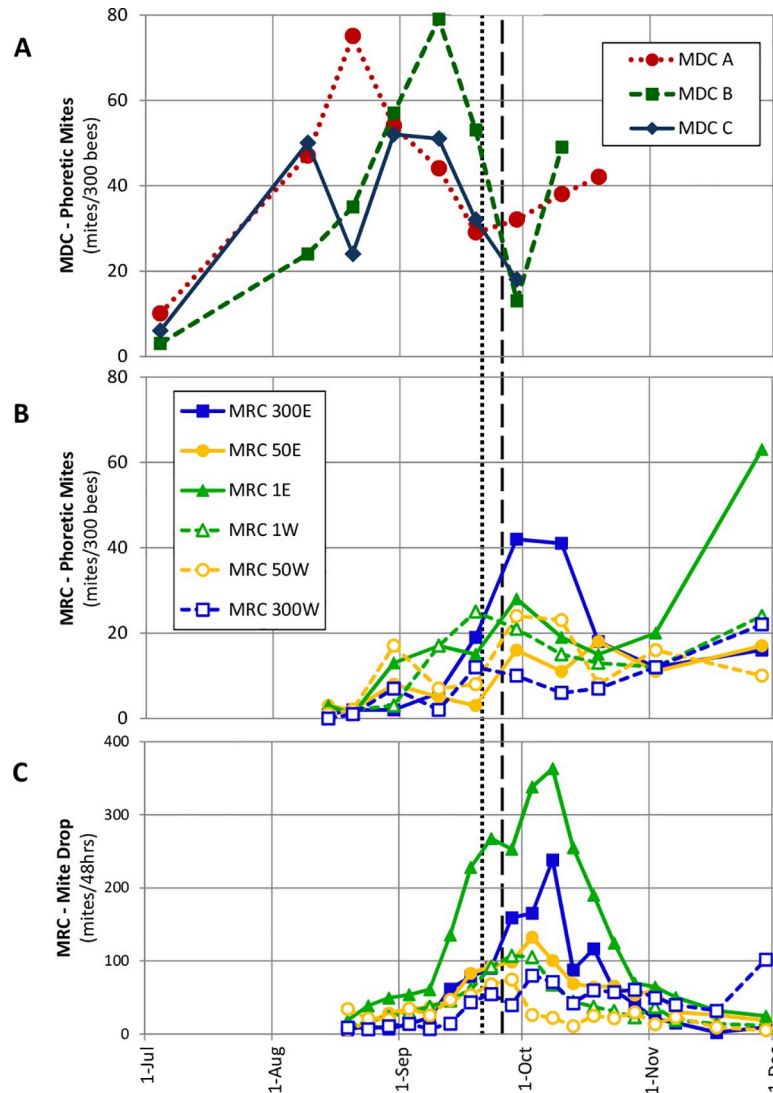 A
MDC - Phoretic Mites
(mites/300 bees)
80
60
40
20
0
MDC A
MDC B
MDC C
B
MRC - Phoretic Mites
(mites/300 bees)
80
60
40
20
0
MRC 300E
MRC 50E
MRC 1E
MRC 1W
MRC 50W
MRC 300W
C
MRC - Mite Drop
(mites/48hrs)
400
300
200
100
0
1-Jul
1-Aug
1-Sep
1-Oct
1-Nov